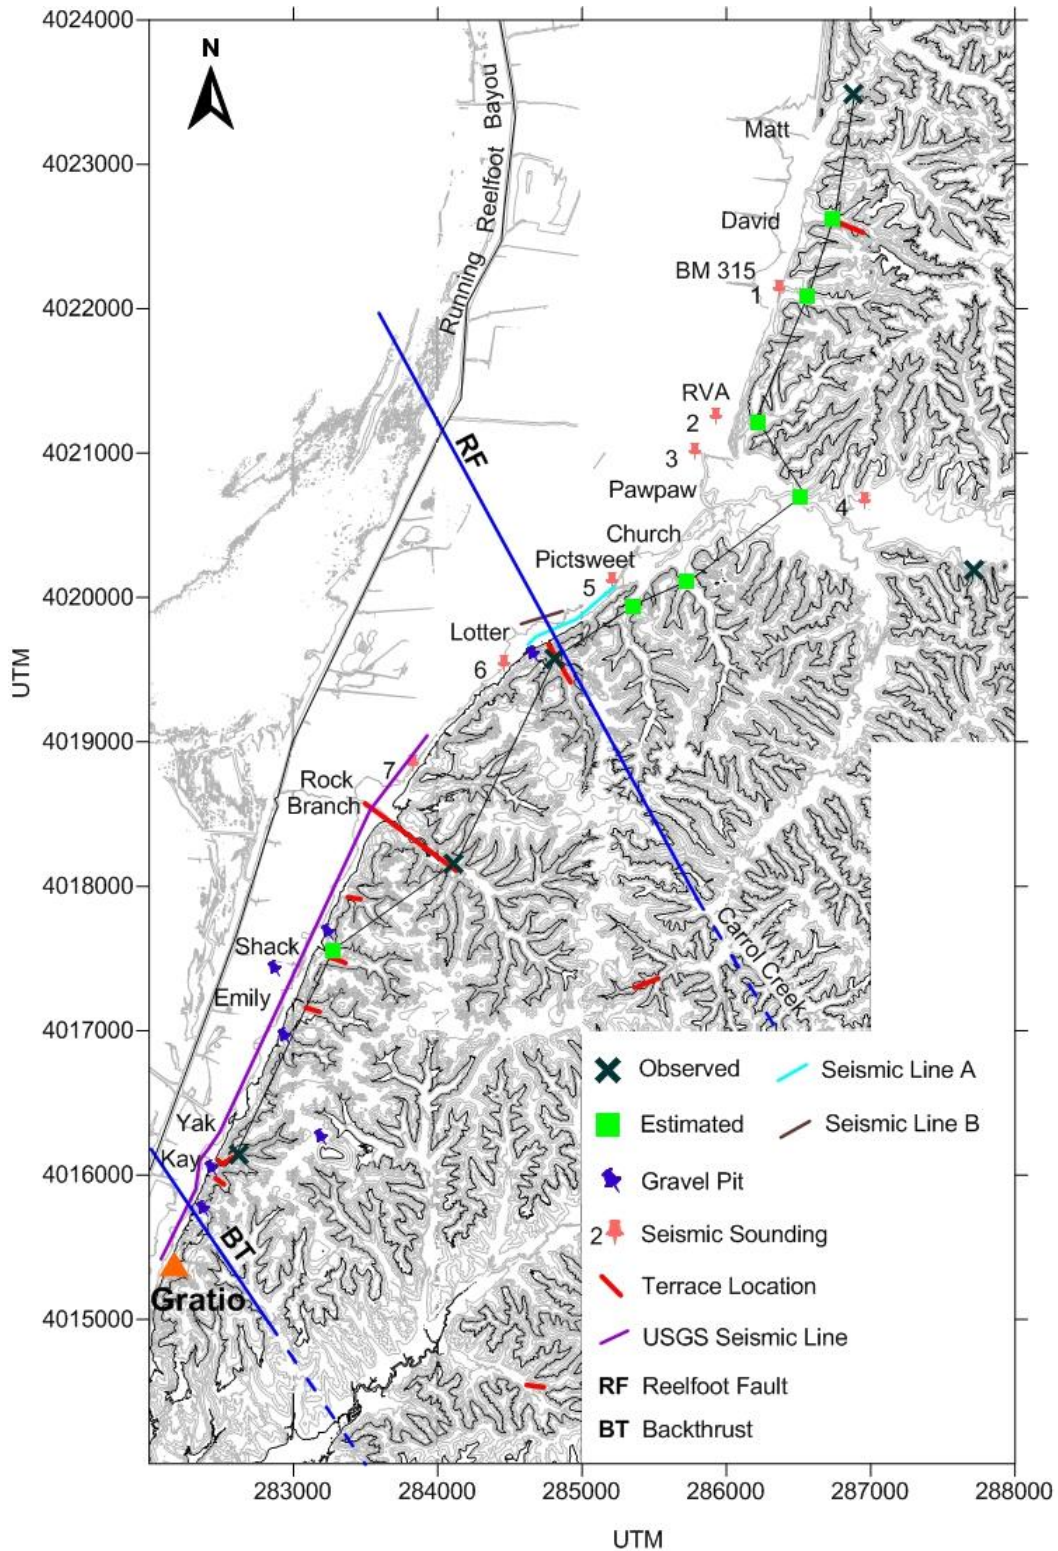 4024000
N
Running Reelfoot Bayou
Matt
4023000
David
BM 315
1
4022000
RVA
2
RF
4021000
3
Pawpaw
4
Church
Pictsweet
5
4020000
Lotter
6
UTM
4019000
7
Rock
Branch
4018000
Carrol Creek
Shack
Emily
4017000
Observed
Seismic Line A
Estimated
Seismic Line B
Yak
Kay
4016000
Gravel Pit
BT
2 Seismic Sounding
Gratio
Terrace Location
4015000
USGS Seismic Line
RF Reelfoot Fault
BT Backthrust
283000
284000
285000
286000
287000
288000
UTM